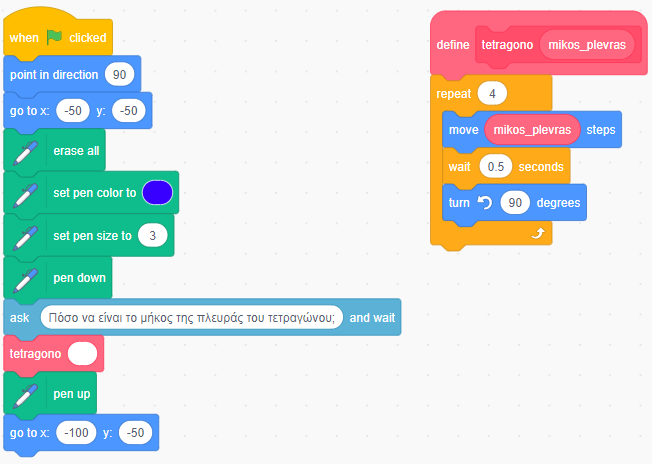 when clicked
point in direction 90
go to x: -50 y: -50
erase all
set pen color to
set pen size to 3
pen down
ask Πόσο να είναι το μήκος της πλευράς του τετραγώνου; and wait
tetragono
pen up
go to x: -100 y: -50
define tetragono mikos_plevras
repeat 4
move mikos_plevras steps
wait 0.5 seconds
turn 90 degrees